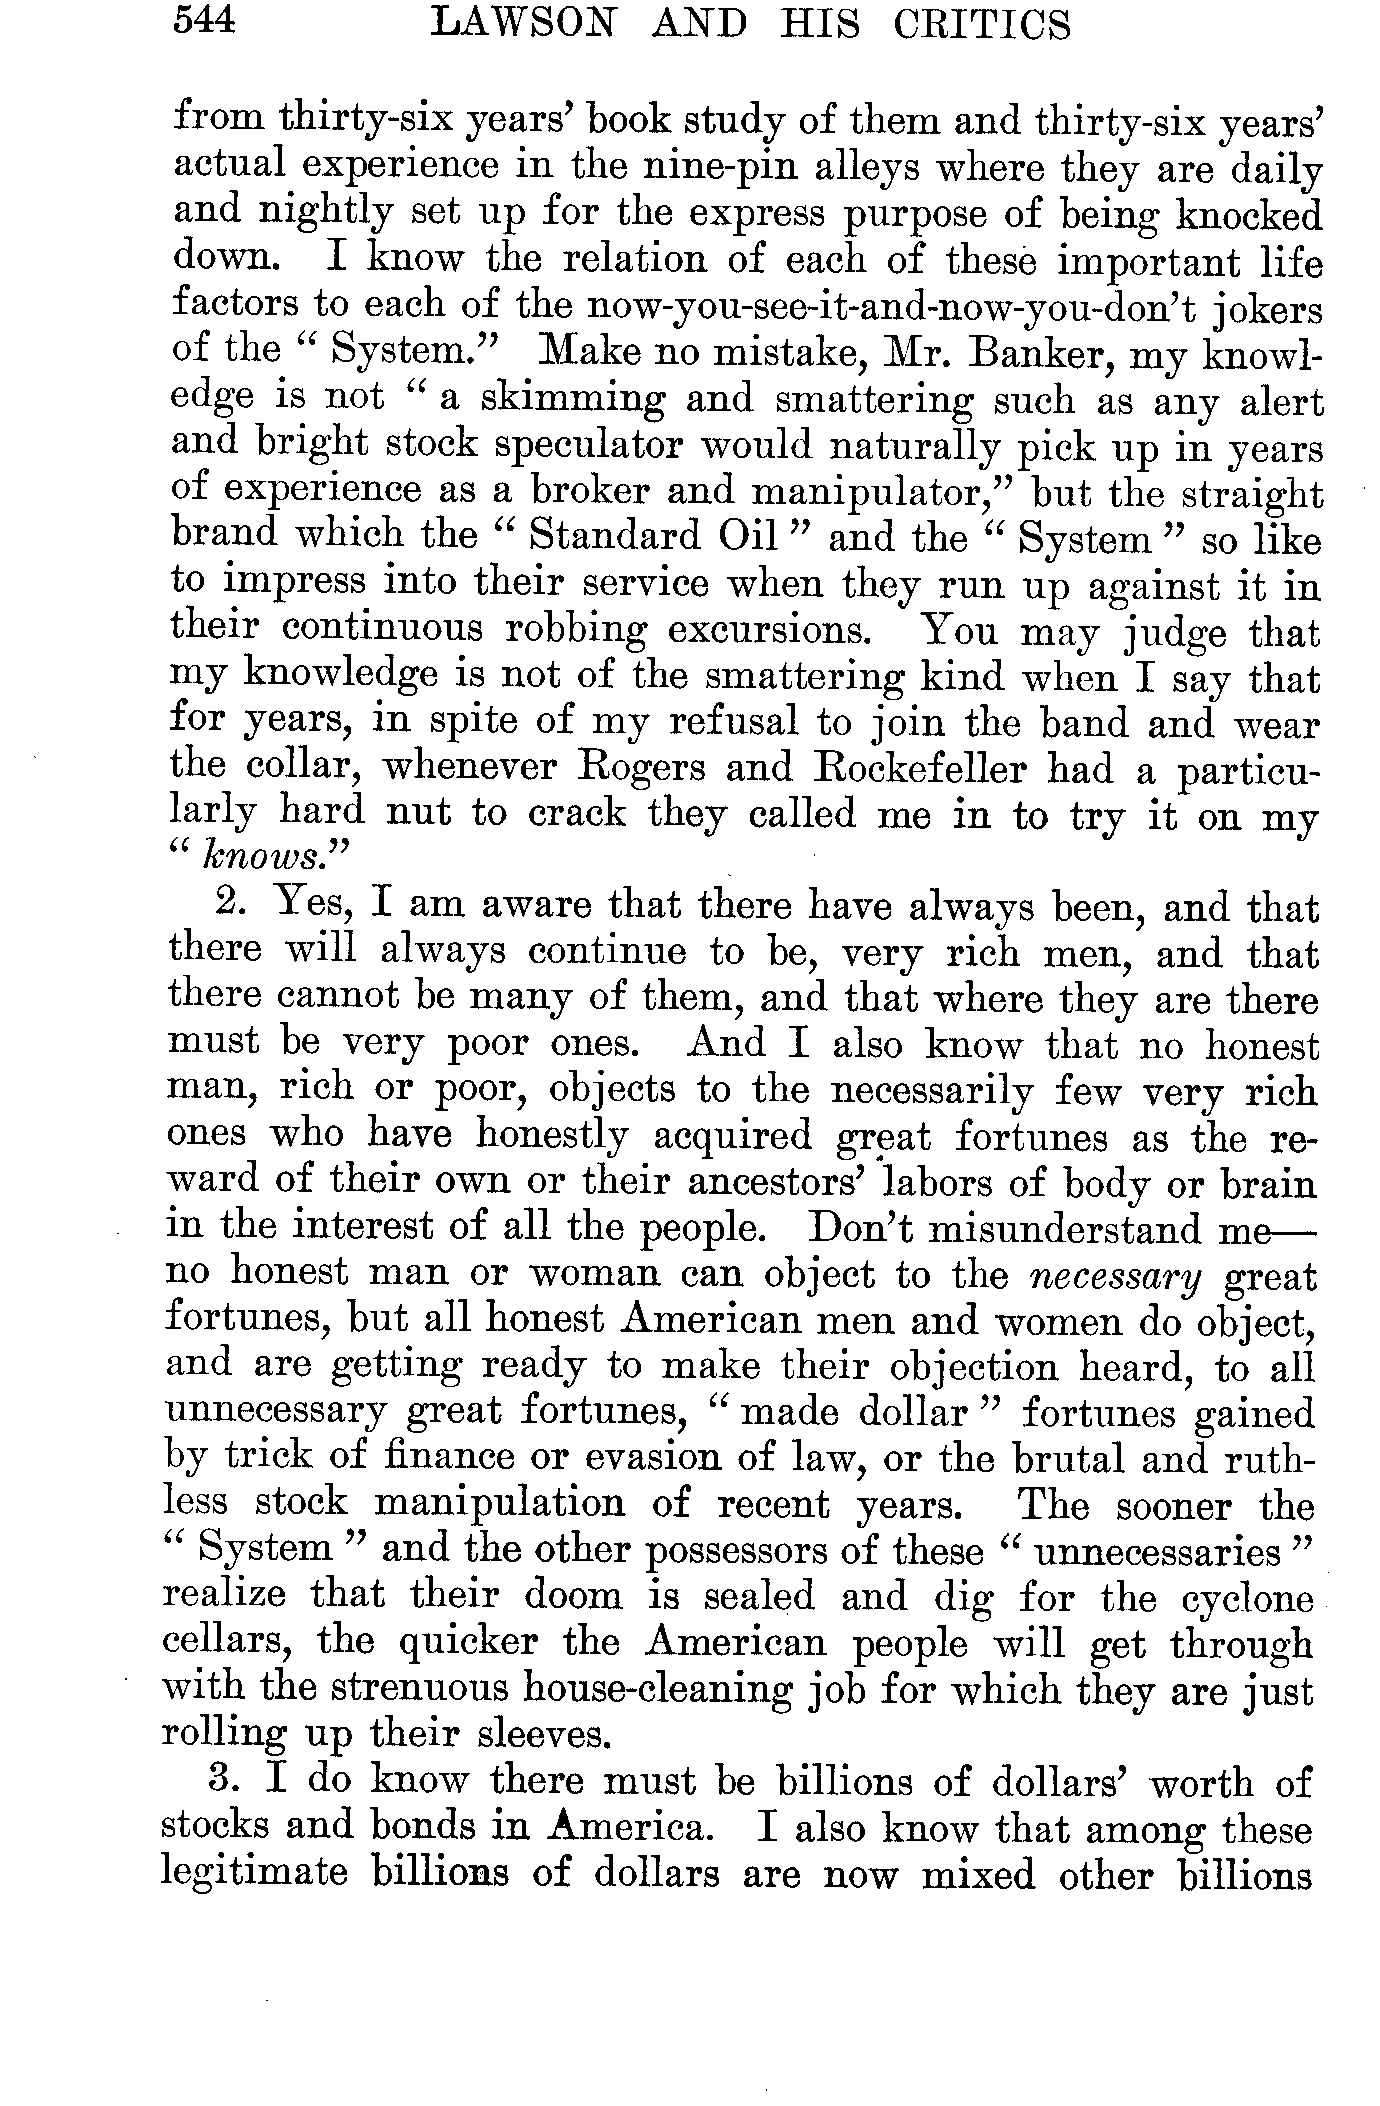 544 LAWSON AND HIS CRITICS
from thirty-six years' book study of them and thirty-six years'
actual experience in the nine-pin alleys where they are daily
and nightly set up for the express purpose of being knocked
down. I know the relation of each of these important life
factors to each of the now-you-see-it-and-now-you-don't jokers
of the " System." Make no mistake, Mr. Banker, my knowl-
edge is not " a skimming and smattering such as any alert
and bright stock speculator would naturally pick up in years
of experience as a broker and manipulator," but the straight
brand which the " Standard Oil " and the " System " so like
to impress into their service when they run up against it in
their continuous robbing excursions. You may judge that
my knowledge is not of the smattering kind when I say that
for years, in spite of my refusal to join the band and wear
the collar, whenever Rogers and Rockefeller had a particu-
larly hard nut to crack they called me in to try it on my
" knows."
2. Yes, I am aware that there have always been, and that
there will always continue to be, very rich men, and that
there cannot be many of them, and that where they are there
must be very poor ones. And I also know that no honest
man, rich or poor, objects to the necessarily few very rich
ones who have honestly acquired great fortunes as the re-
ward of their own or their ancestors' labors of body or brain
in the interest of all the people. Don't misunderstand me—
no honest man or woman can object to the necessary great
fortunes, but all honest American men and women do object,
and are getting ready to make their objection heard, to all
unnecessary great fortunes, " made dollar " fortunes gained
by trick of finance or evasion of law, or the brutal and ruth-
less stock manipulation of recent years. The sooner the
" System " and the other possessors of these " unnecessaries "
realize that their doom is sealed and dig for the cyclone
cellars, the quicker the American people will get through
with the strenuous house-cleaning job for which they are just
rolling up their sleeves.
3. I do know there must be billions of dollars' worth of
stocks and bonds in America. I also know that among these
legitimate billions of dollars are now mixed other billions